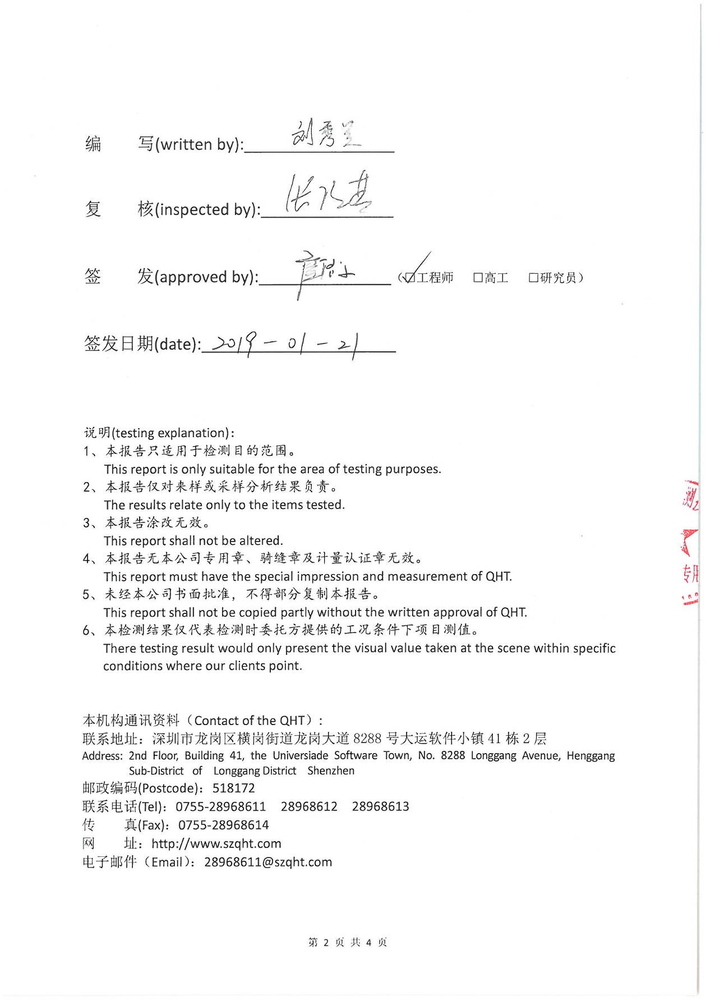 编 写(written by): 刘秀兰
复 核(inspected by): 张
签 发(approved by): (☑工程师 □高工 □研究员)
签发日期(date): 2019-01-21
说明(testing explanation):
1、本报告只适用于检测目的范围。
This report is only suitable for the area of testing purposes.
2、本报告仅对来样或采样分析结果负责。
The results relate only to the items tested.
3、本报告涂改无效。
This report shall not be altered.
4、本报告无本公司专用章、骑缝章及计量认证章无效。
This report must have the special impression and measurement of QHT.
5、未经本公司书面批准，不得部分复制本报告。
This report shall not be copied partly without the written approval of QHT.
6、本检测结果仅代表检测时委托方提供的工况条件下项目测值。
There testing result would only present the visual value taken at the scene within specific
conditions where our clients point.
测
专用
本机构通讯资料（Contact of the QHT）:
联系地址：深圳市龙岗区横岗街道龙岗大道 8288 号大运软件小镇 41 栋 2 层
Address: 2nd Floor, Building 41, the Universiade Software Town, No. 8288 Longgang Avenue, Henggang
Sub-District of Longgang District Shenzhen
邮政编码(Postcode)：518172
联系电话(Tel)：0755-28968611 28968612 28968613
传 真(Fax)：0755-28968614
网 址：http://www.szqht.com
电子邮件（Email）：28968611@szqht.com
第 2 页 共 4 页